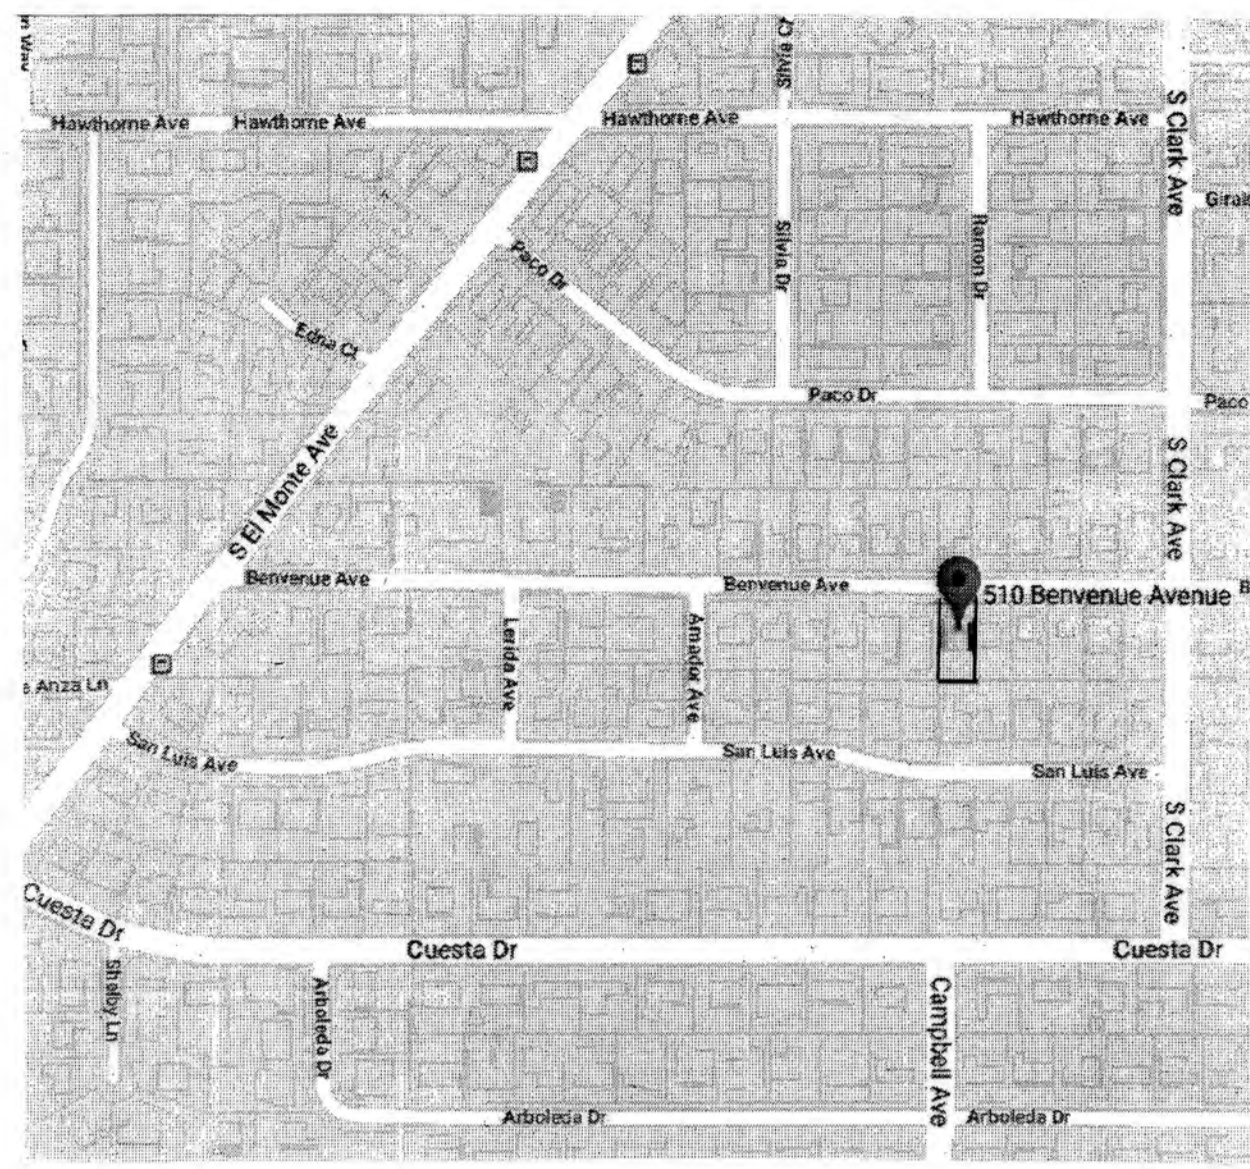 Silvia Ct
Hawthorne Ave
Hawthorne Ave
Hawthorne Ave
Hawthorne Ave
S Clark Ave
Paco Dr
Silvia Dr
Ramon Dr
Edna Ct
Paco Dr
Paco
S El Monte Ave
S Clark Ave
Benvenue Ave
Benvenue Ave
510 Benvenue Avenue
B
Lerida Ave
Amador Ave
Anza Ln
San Luis Ave
San Luis Ave
San Luis Ave
S Clark Ave
Cuesta Dr
Cuesta Dr
Cuesta Dr
Shelby Ln
Arboleda Dr
Campbell Ave
Arboleda Dr
Arboleda Dr